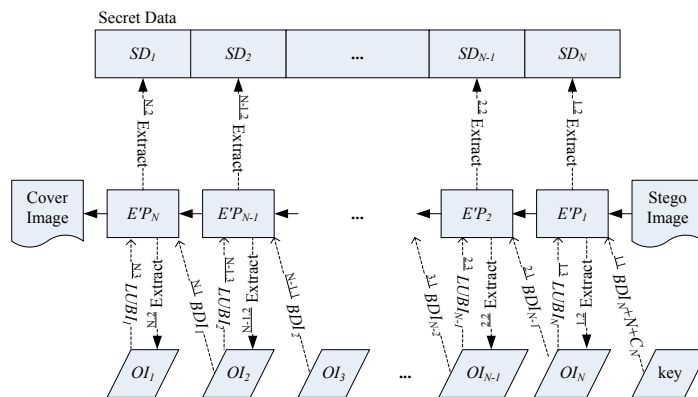 Secret Data
SD1 SD2 ... SDN-1 SDN
N.2 Extract N-1.2 Extract 2.2 Extract 1.2 Extract
Cover Image
E'PN E'PN-1 ... E'P2 E'P1
Stego Image
N.3 LUBI1 N.2 Extract N.1 BDI1 N-1.3 LUBI2 N-1.2 Extract N-1.1 BDI2 3.1 BDIN-2 2.3 LUBIN-1 2.2 Extract 2.1 BDIN-1 1.3 LUBIN 1.2 Extract 1.1 BDIN+N+CN
OI1 OI2 OI3 ... OIN-1 OIN key